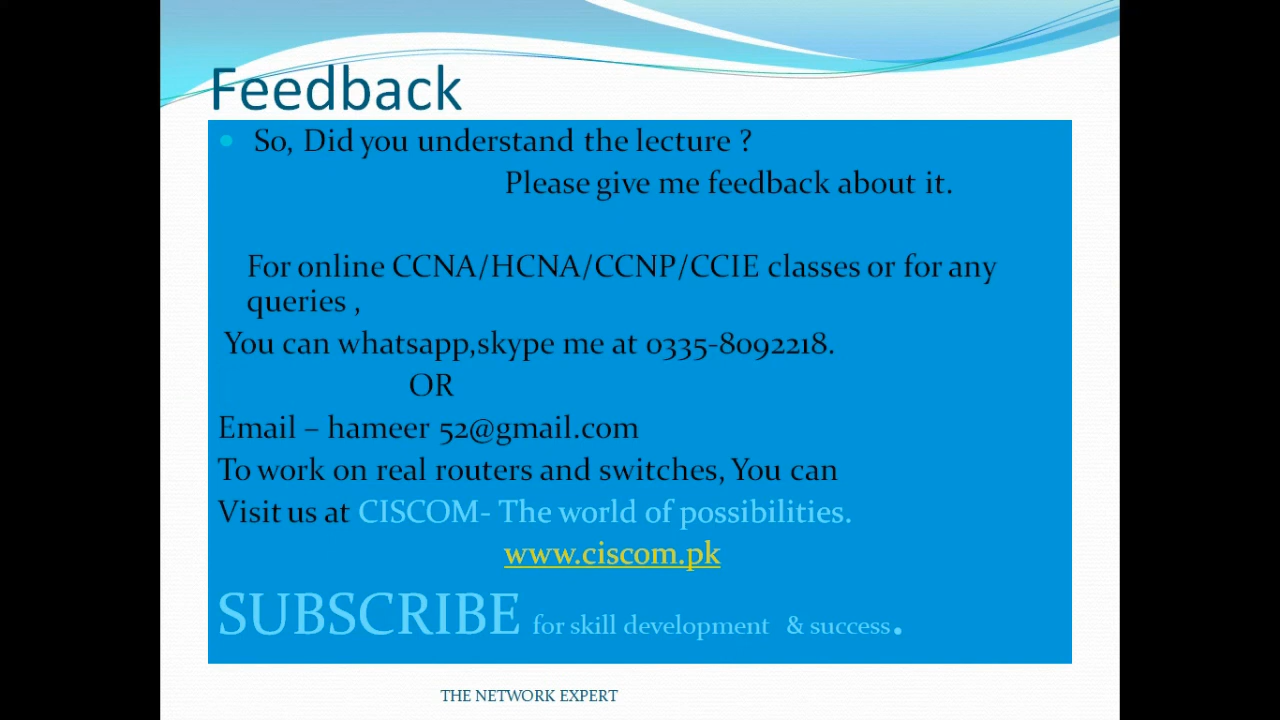 Feedback
So, Did you understand the lecture ?
Please give me feedback about it.
For online CCNA/HCNA/CCNP/CCIE classes or for any
queries ,
You can whatsapp,skype me at 0335-8092218.
OR
Email – hameer 52@gmail.com
To work on real routers and switches, You can
Visit us at CISCOM- The world of possibilities.
www.ciscom.pk
SUBSCRIBE for skill development & success.
THE NETWORK EXPERT